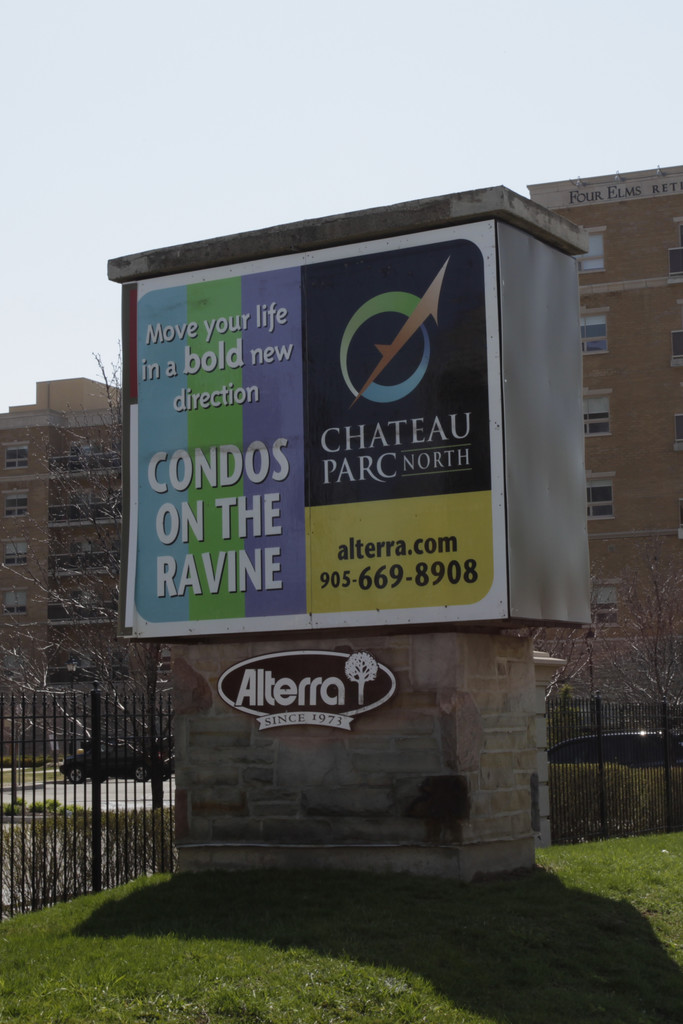 FOUR ELMS
Move your life
in a bold new
direction
CONDOS
ON THE
RAVINE
CHATEAU
PARC NORTH
alterra.com
905-669-8908
Alterra
SINCE 1973